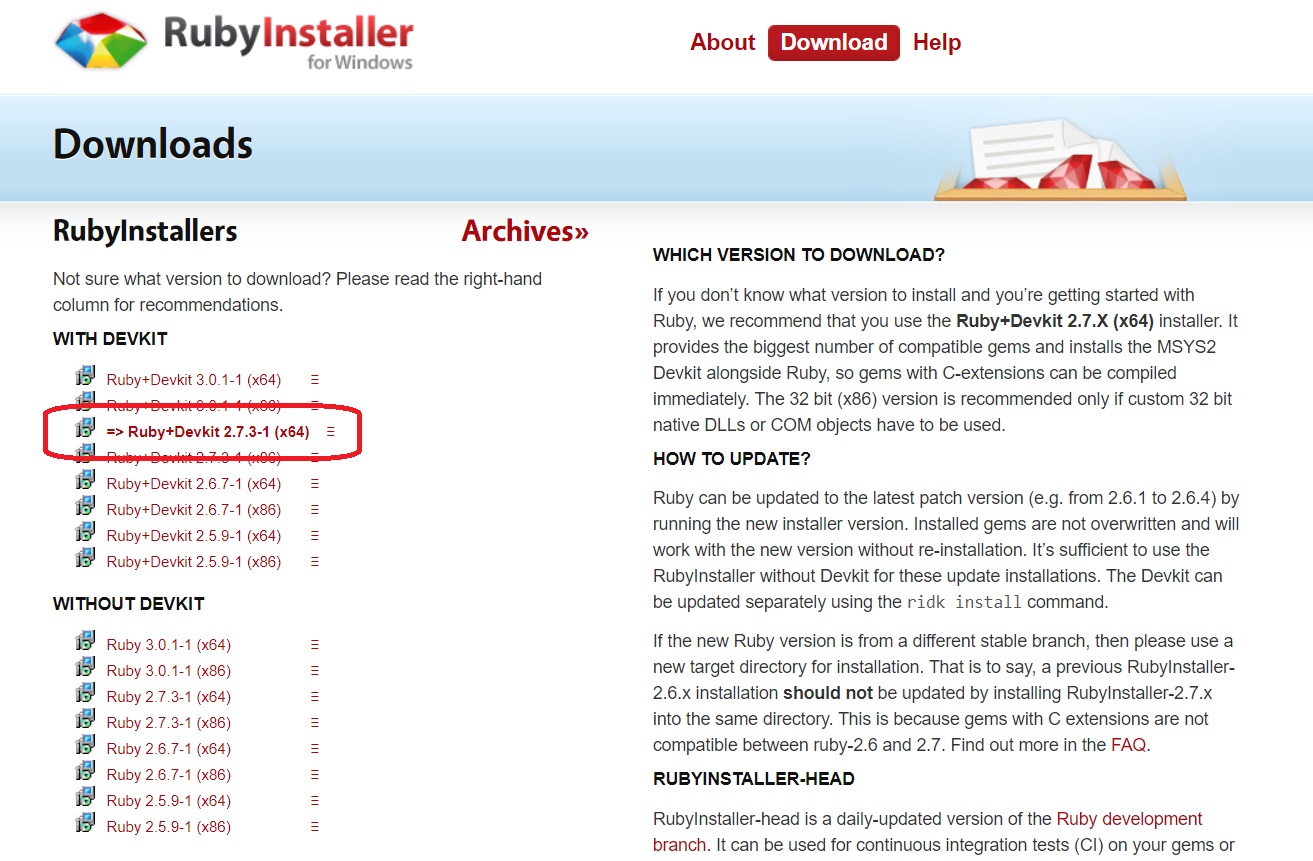 RubyInstaller
for Windows
About Download Help
Downloads
RubyInstallers
Archives»
Not sure what version to download? Please read the right-hand
column for recommendations.
WITH DEVKIT
Ruby+Devkit 3.0.1-1 (x64)
Ruby+Devkit 3.0.1-1 (x86)
=> Ruby+Devkit 2.7.3-1 (x64)
Ruby+Devkit 2.7.3-1 (x86)
Ruby+Devkit 2.6.7-1 (x64)
Ruby+Devkit 2.6.7-1 (x86)
Ruby+Devkit 2.5.9-1 (x64)
Ruby+Devkit 2.5.9-1 (x86)
WITHOUT DEVKIT
Ruby 3.0.1-1 (x64)
Ruby 3.0.1-1 (x86)
Ruby 2.7.3-1 (x64)
Ruby 2.7.3-1 (x86)
Ruby 2.6.7-1 (x64)
Ruby 2.6.7-1 (x86)
Ruby 2.5.9-1 (x64)
Ruby 2.5.9-1 (x86)
WHICH VERSION TO DOWNLOAD?
If you don’t know what version to install and you’re getting started with
Ruby, we recommend that you use the Ruby+Devkit 2.7.X (x64) installer. It
provides the biggest number of compatible gems and installs the MSYS2
Devkit alongside Ruby, so gems with C-extensions can be compiled
immediately. The 32 bit (x86) version is recommended only if custom 32 bit
native DLLs or COM objects have to be used.
HOW TO UPDATE?
Ruby can be updated to the latest patch version (e.g. from 2.6.1 to 2.6.4) by
running the new installer version. Installed gems are not overwritten and will
work with the new version without re-installation. It’s sufficient to use the
RubyInstaller without Devkit for these update installations. The Devkit can
be updated separately using the ridk install command.
If the new Ruby version is from a different stable branch, then please use a
new target directory for installation. That is to say, a previous RubyInstaller-
2.6.x installation should not be updated by installing RubyInstaller-2.7.x
into the same directory. This is because gems with C extensions are not
compatible between ruby-2.6 and 2.7. Find out more in the FAQ.
RUBYINSTALLER-HEAD
RubyInstaller-head is a daily-updated version of the Ruby development
branch. It can be used for continuous integration tests (CI) on your gems or